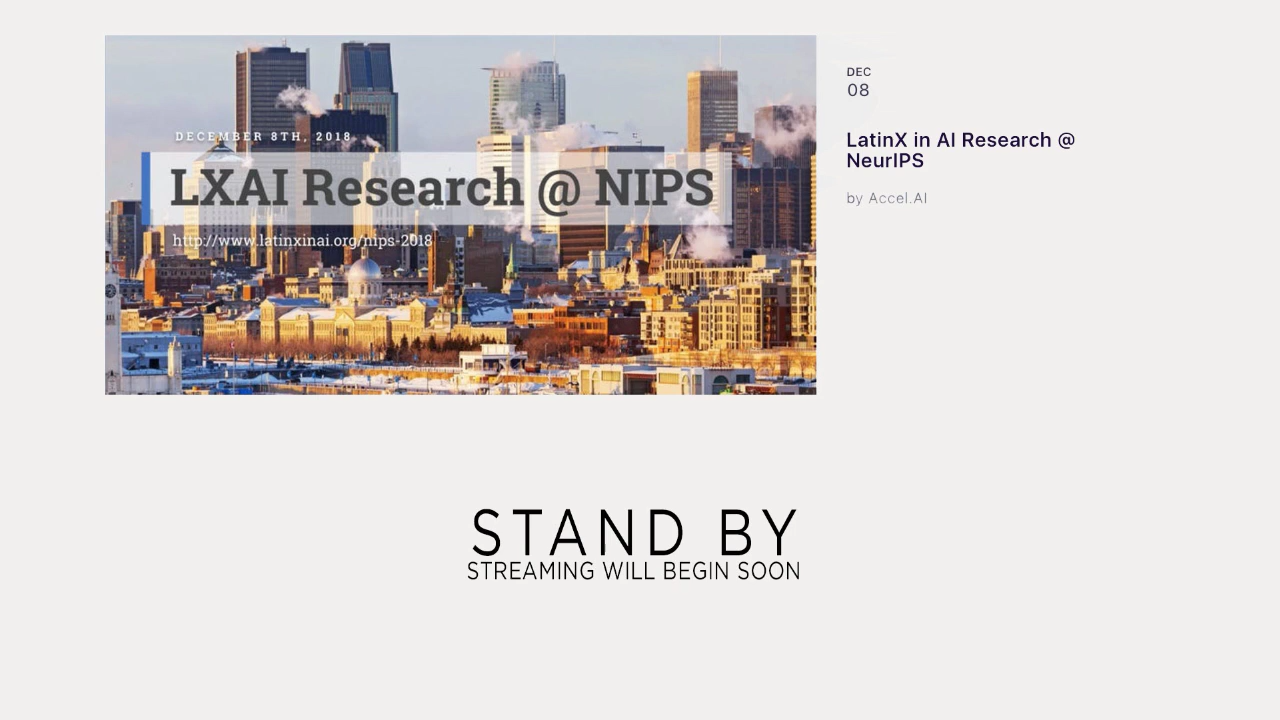 DECEMBER 8TH, 2018
LXAI Research @ NIPS
http://www.latinxinai.org/nips-2018
DEC
08
LatinX in AI Research @
NeurIPS
by Accel.AI
STAND BY
STREAMING WILL BEGIN SOON